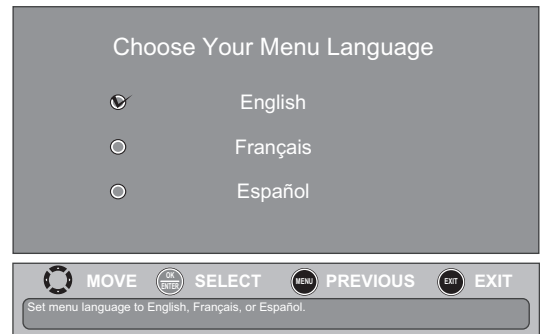 Choose Your Menu Language
English
Français
Español
MOVE OK ENTER SELECT MENU PREVIOUS EXIT EXIT
Set menu language to English, Français, or Español.